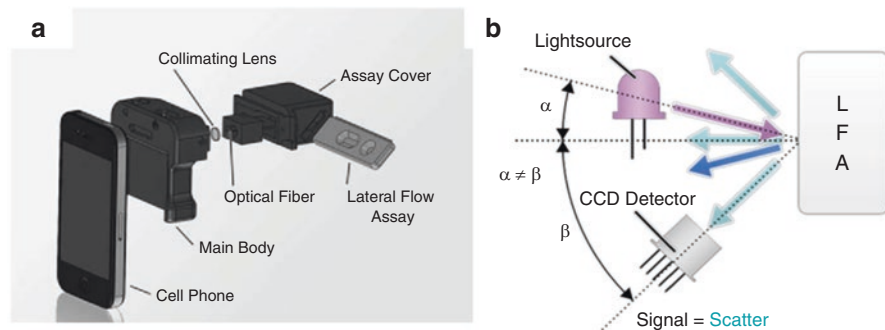 a
Collimating Lens
Assay Cover
Optical Fiber
Lateral Flow
Assay
Main Body
Cell Phone
b
Lightsource
α
α ≠ β
CCD Detector
β
L
F
A
Signal = Scatter